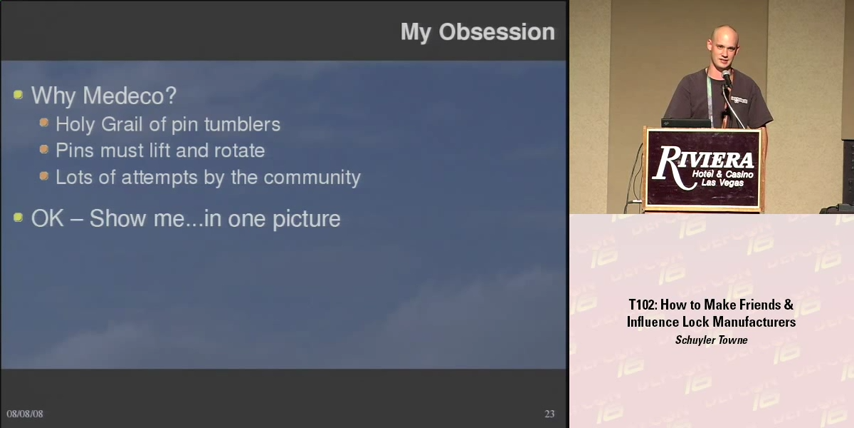 My Obsession
Why Medeco?
Holy Grail of pin tumblers
Pins must lift and rotate
Lots of attempts by the community
OK – Show me...in one picture
08/08/08
23
RIVIERA
Hotel & Casino
Las Vegas
T102: How to Make Friends &
Influence Lock Manufacturers
Schuyler Towne